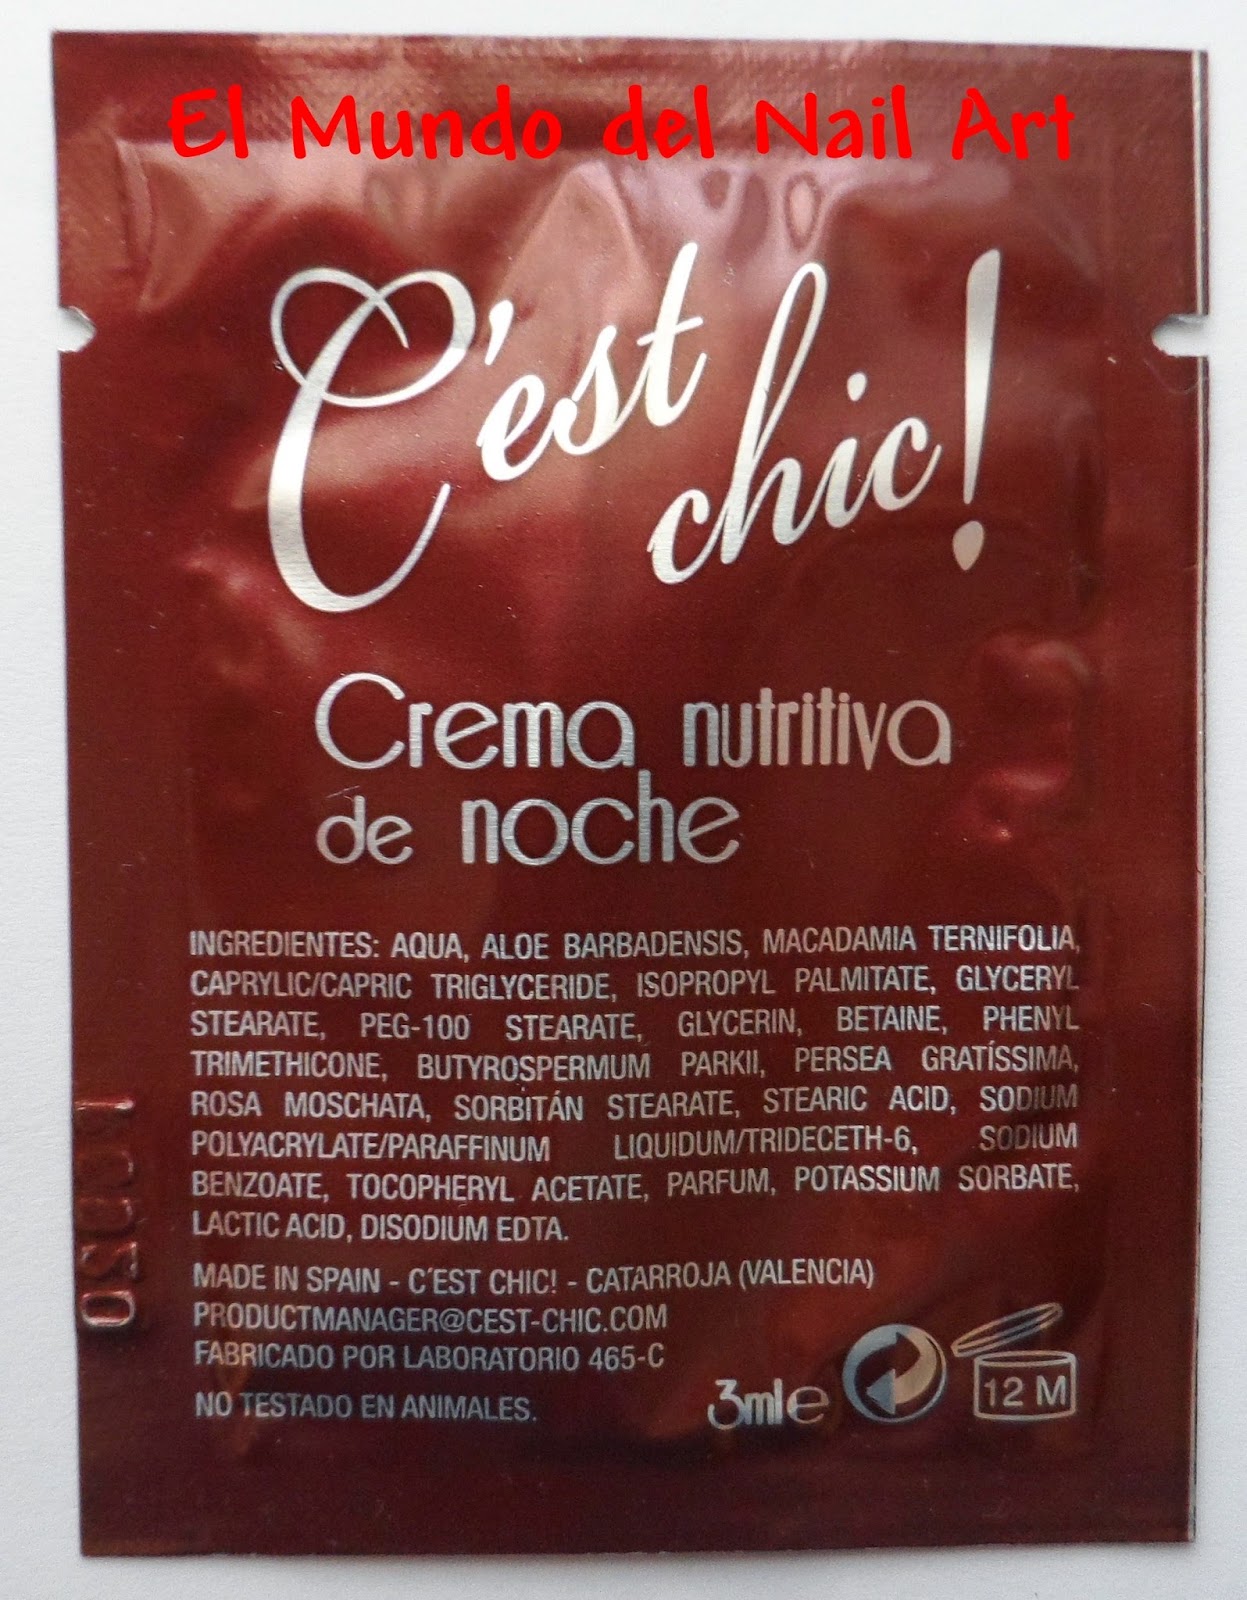 El Mundo del Nail Art
C'est
chic!
Crema nutritiva
de noche
INGREDIENTES: AQUA, ALOE BARBADENSIS, MACADAMIA TERNIFOLIA,
CAPRYLIC/CAPRIC TRIGLYCERIDE, ISOPROPYL PALMITATE, GLYCERYL
STEARATE, PEG-100 STEARATE, GLYCERIN, BETAINE, PHENYL
TRIMETHICONE, BUTYROSPERMUM PARKII, PERSEA GRATÍSSIMA,
ROSA MOSCHATA, SORBITÁN STEARATE, STEARIC ACID, SODIUM
POLYACRYLATE/PARAFFINUM LIQUIDUM/TRIDECETH-6, SODIUM
BENZOATE, TOCOPHERYL ACETATE, PARFUM, POTASSIUM SORBATE,
LACTIC ACID, DISODIUM EDTA.
MADE IN SPAIN - C´EST CHIC! - CATARROJA (VALENCIA)
PRODUCTMANAGER@CEST-CHIC.COM
FABRICADO POR LABORATORIO 465-C
NO TESTADO EN ANIMALES.
3ml e
12 M